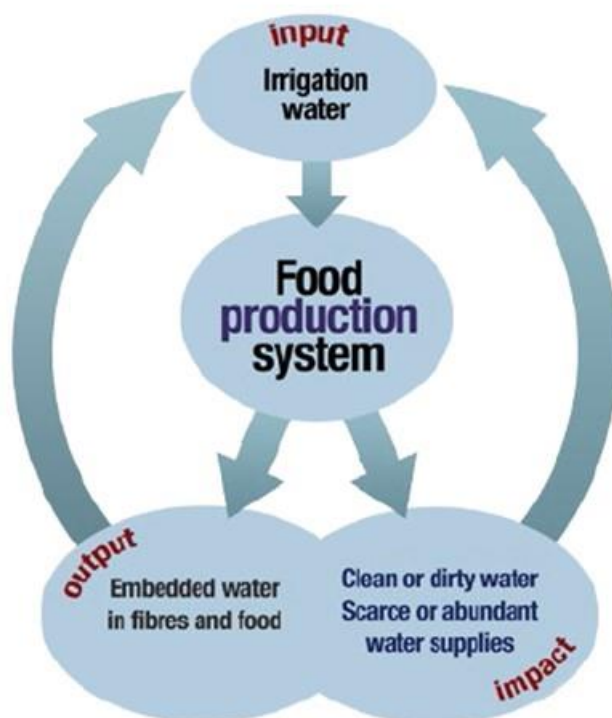 input
Irrigation
water
Food
production
system
output
Embedded water
in fibres and food
Clean or dirty water
Scarce or abundant
water supplies
impact